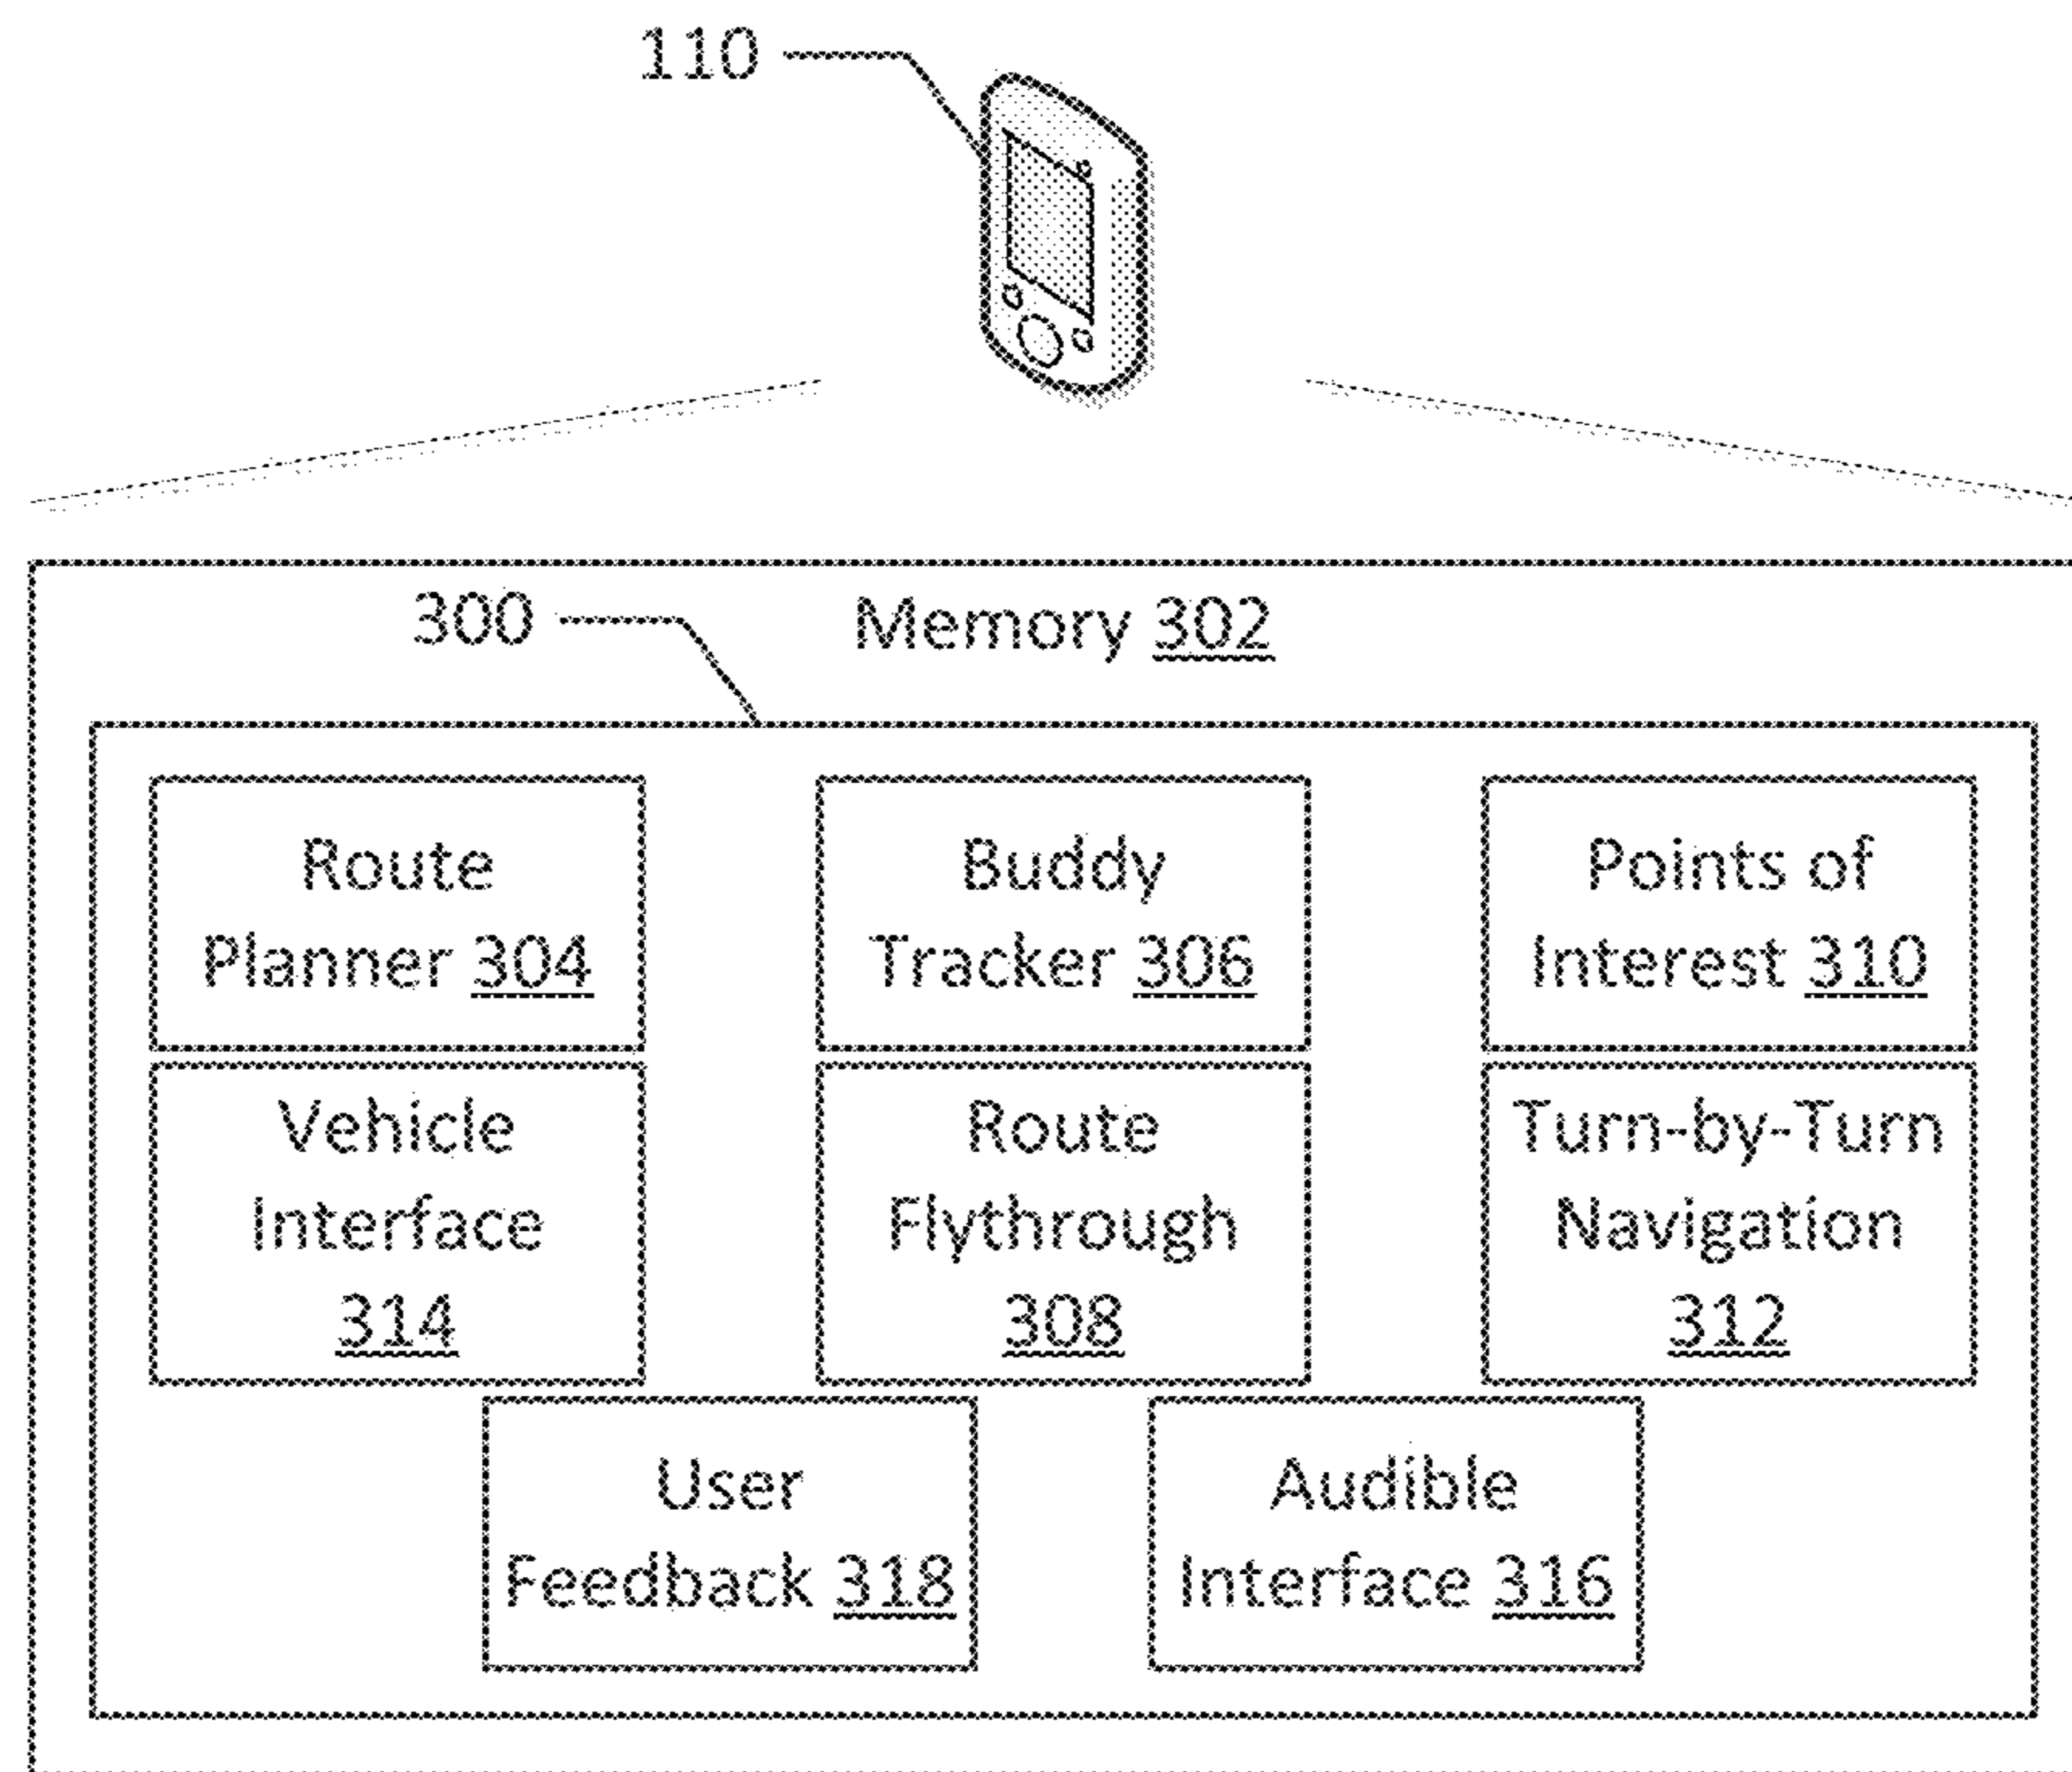 110
300
Memory 302
Route
Planner 304
Buddy
Tracker 306
Points of
Interest 310
Vehicle
Interface
314
Route
Flythrough
308
Turn-by-Turn
Navigation
312
User
Feedback 318
Audible
Interface 316